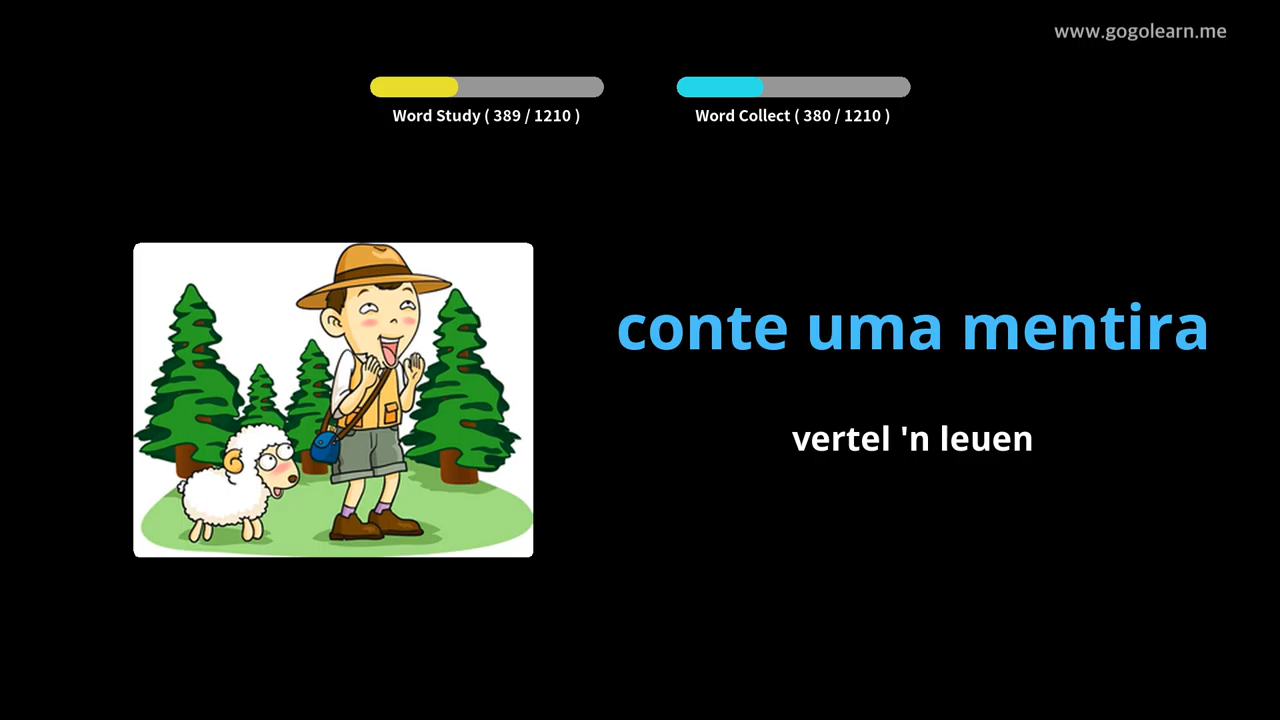 www.gogolearn.me
Word Study ( 389 / 1210 )
Word Collect ( 380 / 1210 )
conte uma mentira
vertel 'n leuen